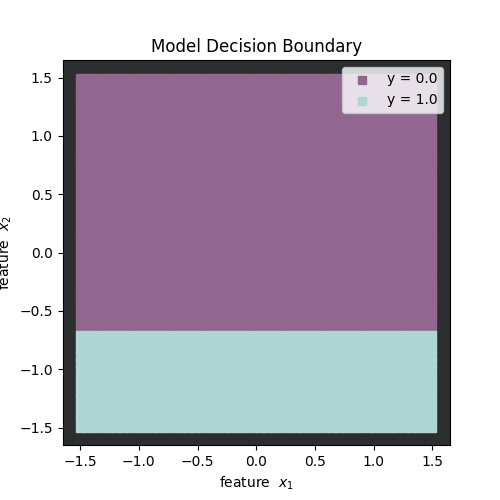 Model Decision Boundary
y = 0.0
y = 1.0
1.5
1.0
0.5
0.0
−0.5
−1.0
−1.5
feature x₂
−1.5 −1.0 −0.5 0.0 0.5 1.0 1.5
feature x₁